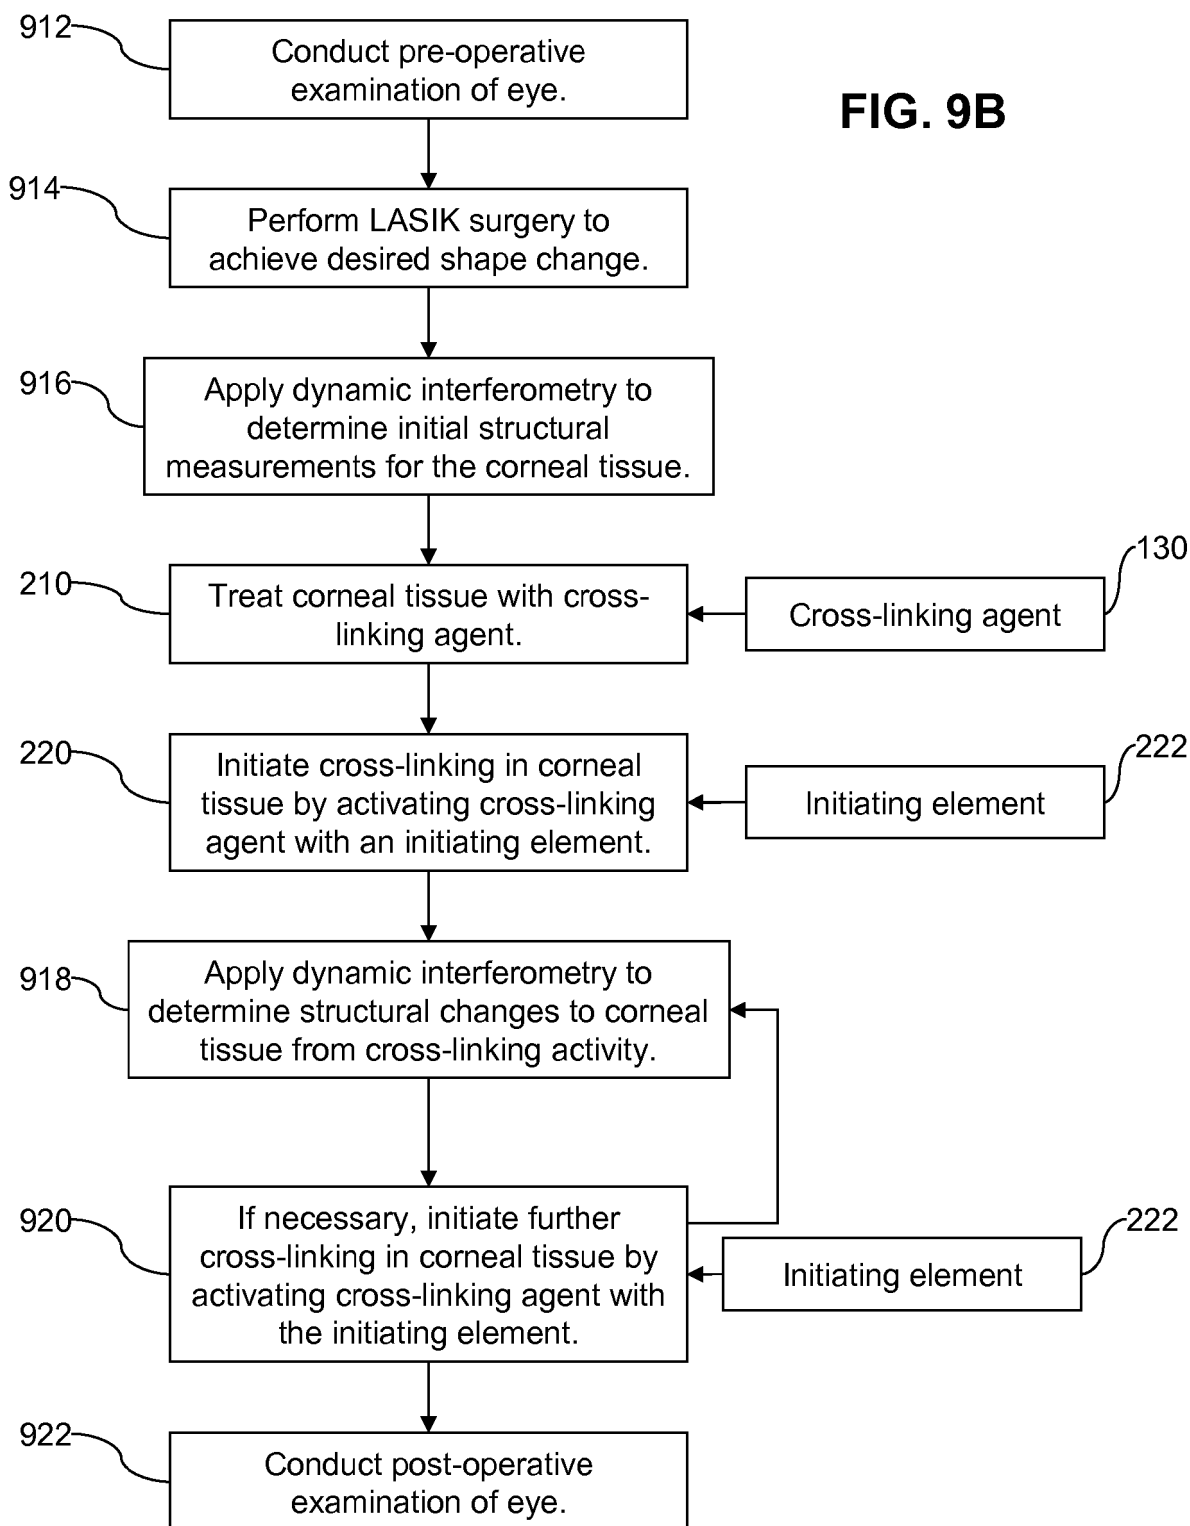 912
Conduct pre-operative
examination of eye.
FIG. 9B
914
Perform LASIK surgery to
achieve desired shape change.
916
Apply dynamic interferometry to
determine initial structural
measurements for the corneal tissue.
210
Treat corneal tissue with cross-
linking agent.
130
Cross-linking agent
220
Initiate cross-linking in corneal
tissue by activating cross-linking
agent with an initiating element.
222
Initiating element
918
Apply dynamic interferometry to
determine structural changes to corneal
tissue from cross-linking activity.
920
If necessary, initiate further
cross-linking in corneal tissue by
activating cross-linking agent with
the initiating element.
222
Initiating element
922
Conduct post-operative
examination of eye.